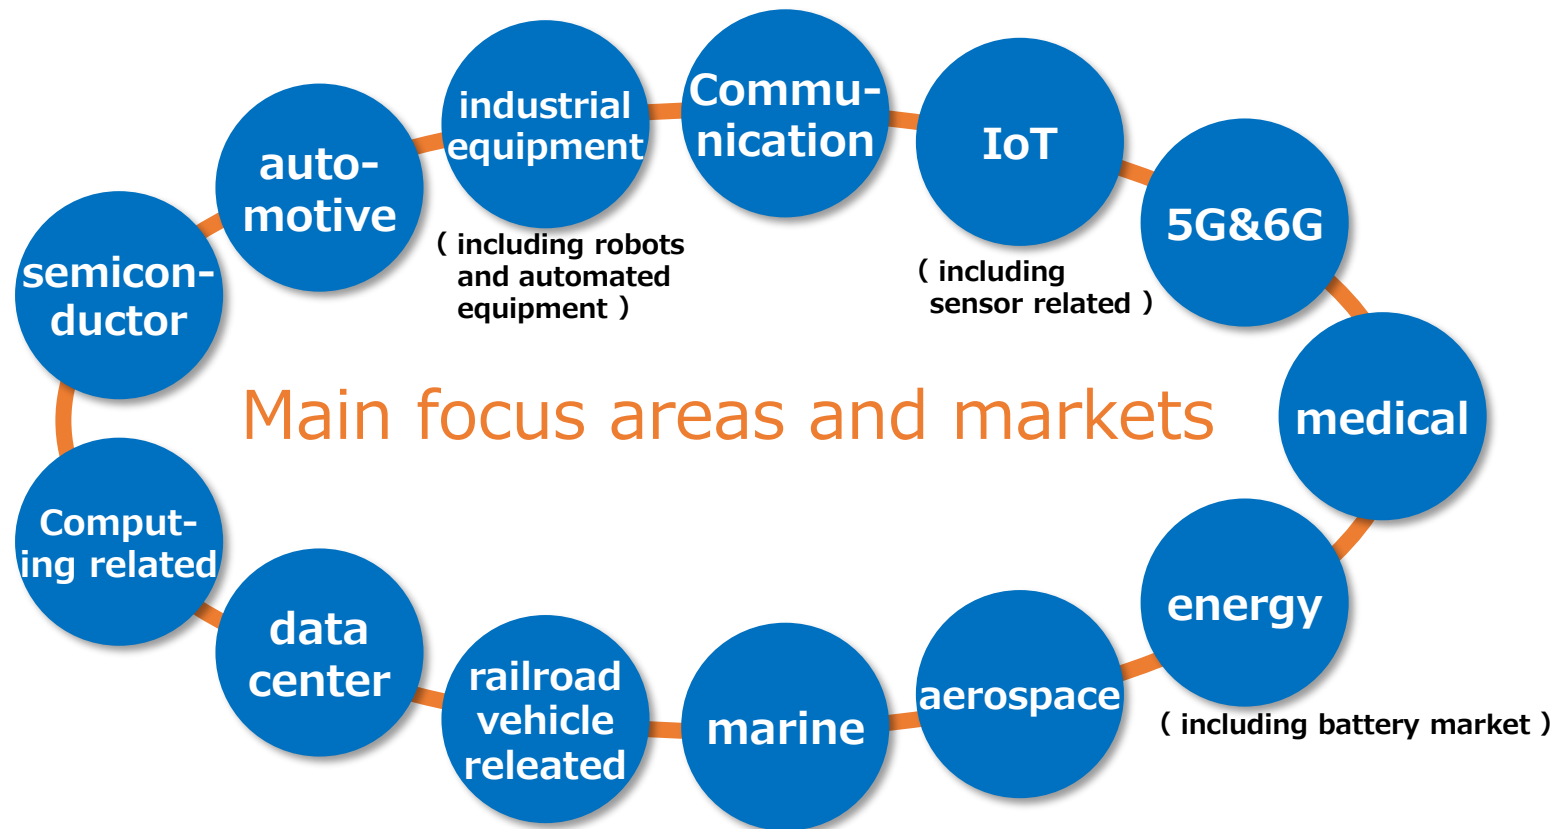 Commu-
nication
industrial
equipment
( including robots
and automated
equipment )
IoT
( including
sensor related )
auto-
motive
5G&6G
semicon-
ductor
Main focus areas and markets
medical
Comput-
ing related
energy
( including battery market )
data
center
railroad
vehicle
releated
marine
aerospace